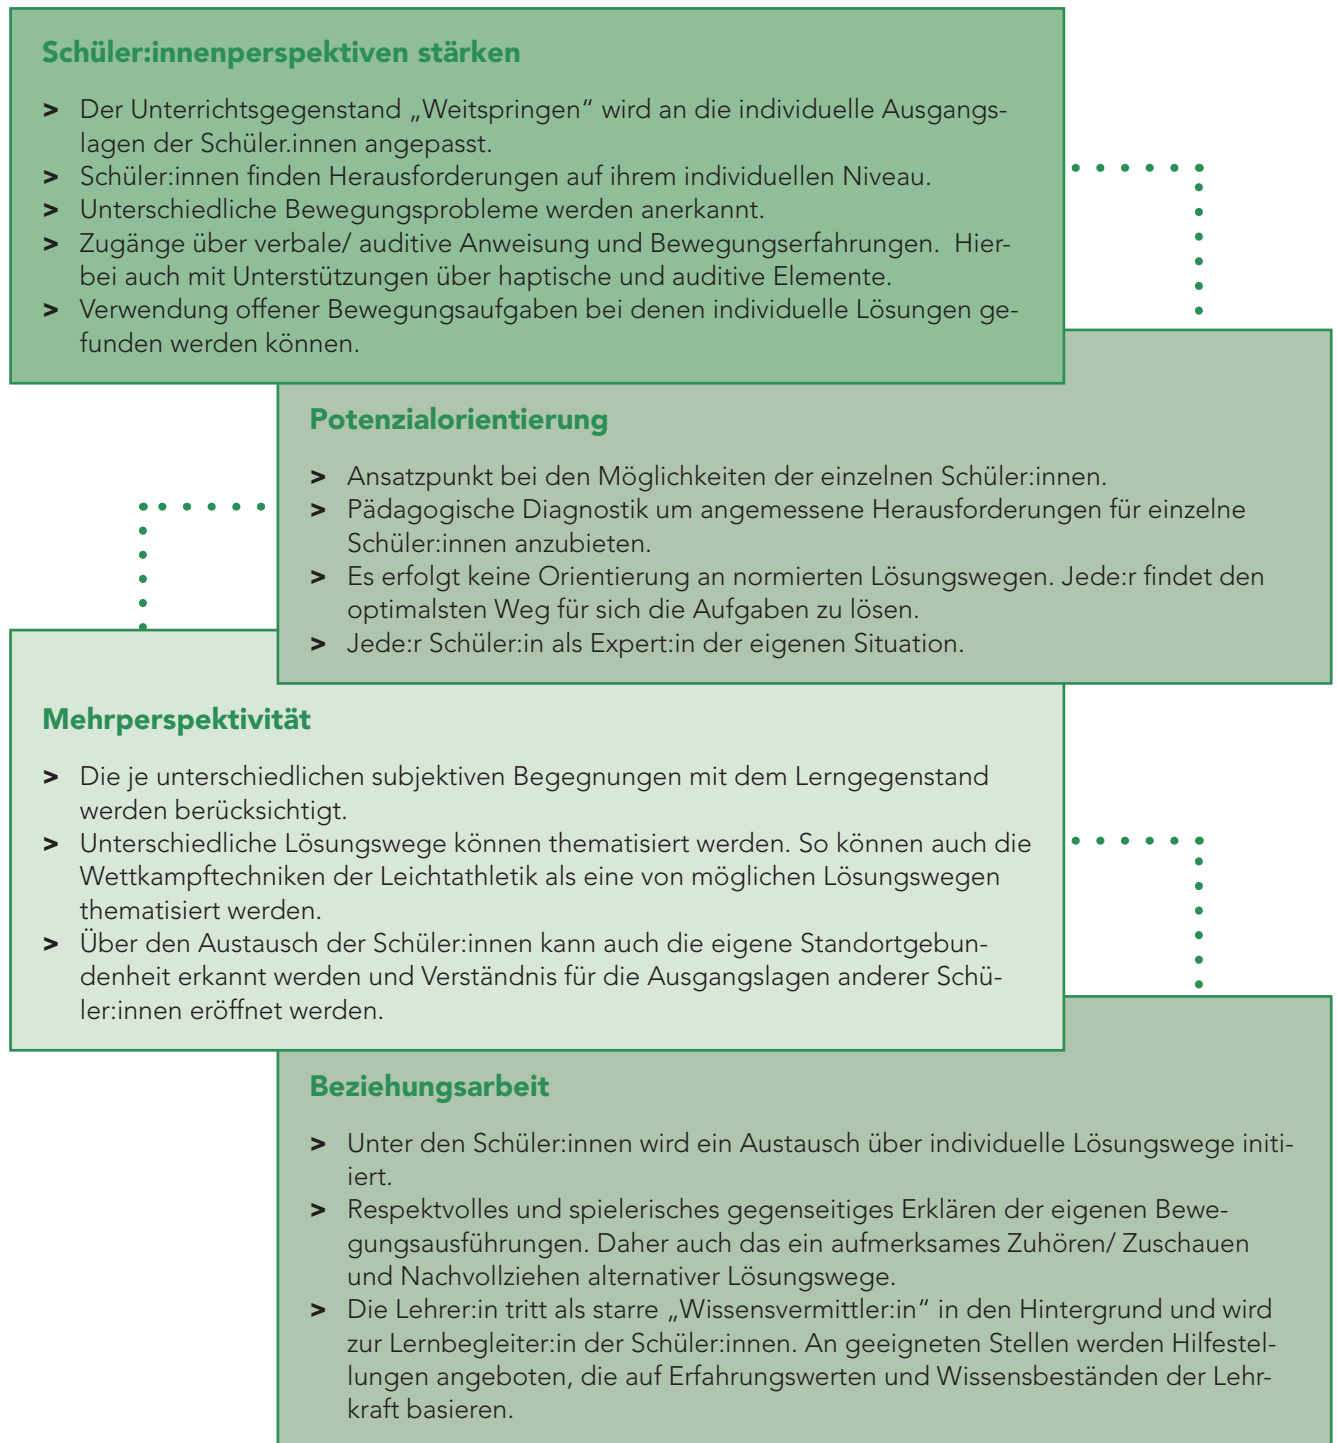 Schüler:innenperspektiven stärken
> Der Unterrichtsgegenstand „Weitspringen“ wird an die individuelle Ausgangs-
lagen der Schüler.innen angepasst.
> Schüler:innen finden Herausforderungen auf ihrem individuellen Niveau.
> Unterschiedliche Bewegungsprobleme werden anerkannt.
> Zugänge über verbale/ auditive Anweisung und Bewegungserfahrungen. Hier-
bei auch mit Unterstützungen über haptische und auditive Elemente.
> Verwendung offener Bewegungsaufgaben bei denen individuelle Lösungen ge-
funden werden können.
Potenzialorientierung
> Ansatzpunkt bei den Möglichkeiten der einzelnen Schüler:innen.
> Pädagogische Diagnostik um angemessene Herausforderungen für einzelne
Schüler:innen anzubieten.
> Es erfolgt keine Orientierung an normierten Lösungswegen. Jede:r findet den
optimalsten Weg für sich die Aufgaben zu lösen.
> Jede:r Schüler:in als Expert:in der eigenen Situation.
Mehrperspektivität
> Die je unterschiedlichen subjektiven Begegnungen mit dem Lerngegenstand
werden berücksichtigt.
> Unterschiedliche Lösungswege können thematisiert werden. So können auch die
Wettkampftechniken der Leichtathletik als eine von möglichen Lösungswegen
thematisiert werden.
> Über den Austausch der Schüler:innen kann auch die eigene Standortgebun-
denheit erkannt werden und Verständnis für die Ausgangslagen anderer Schü-
ler:innen eröffnet werden.
Beziehungsarbeit
> Unter den Schüler:innen wird ein Austausch über individuelle Lösungswege initi-
iert.
> Respektvolles und spielerisches gegenseitiges Erklären der eigenen Bewe-
gungsausführungen. Daher auch das ein aufmerksames Zuhören/ Zuschauen
und Nachvollziehen alternativer Lösungswege.
> Die Lehrer:in tritt als starre „Wissensvermittler:in“ in den Hintergrund und wird
zur Lernbegleiter:in der Schüler:innen. An geeigneten Stellen werden Hilfestel-
lungen angeboten, die auf Erfahrungswerten und Wissensbeständen der Lehr-
kraft basieren.